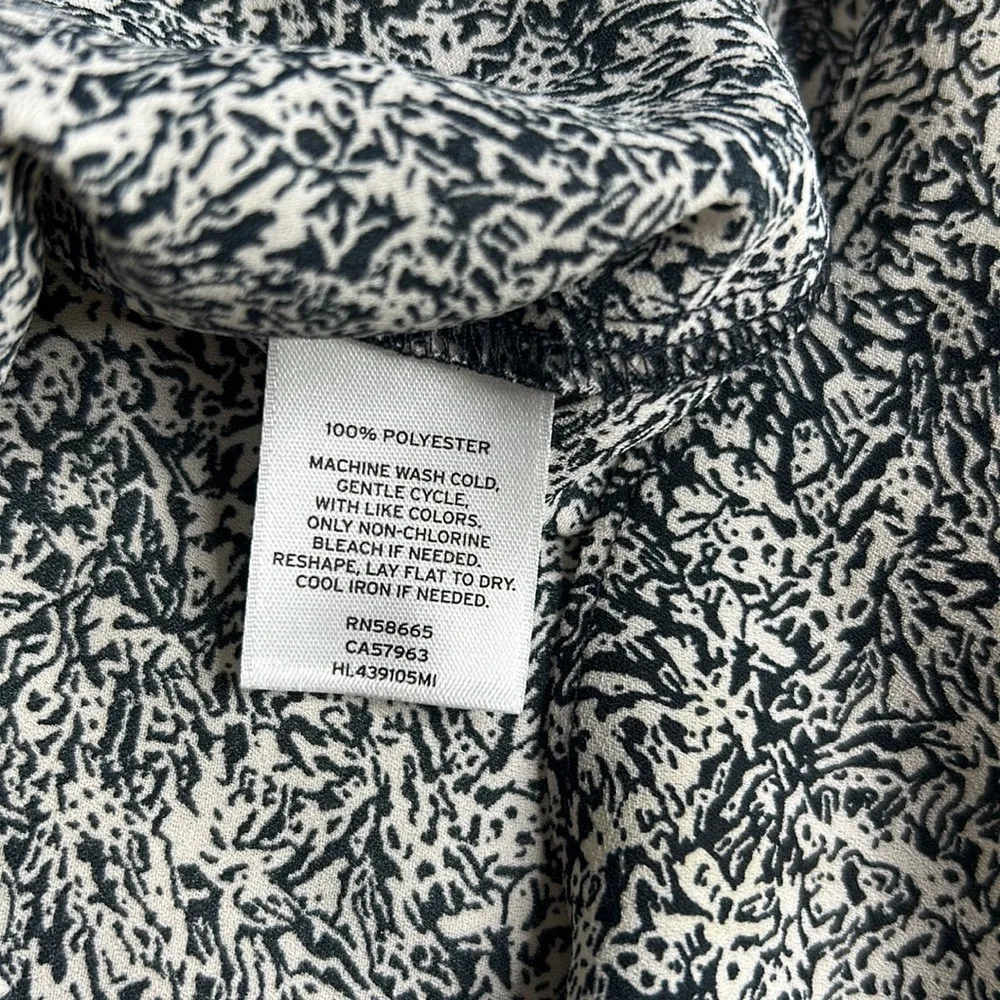 100% POLYESTER
MACHINE WASH COLD,
GENTLE CYCLE,
WITH LIKE COLORS.
ONLY NON-CHLORINE
BLEACH IF NEEDED.
RESHAPE, LAY FLAT TO DRY.
COOL IRON IF NEEDED.
RN58665
CA57963
HL439105MI